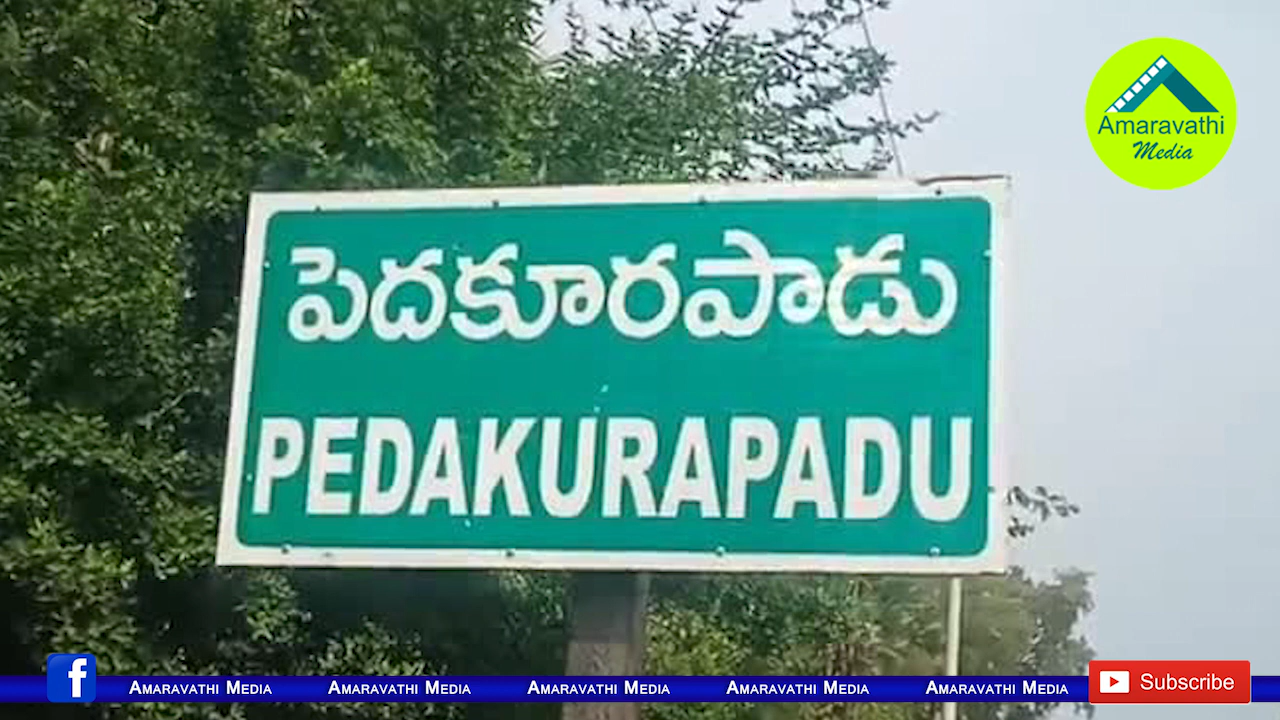 Amaravathi
Media
పెదకూరపాడు
PEDAKURAPADU
f AMARAVATHI MEDIA AMARAVATHI MEDIA AMARAVATHI MEDIA AMARAVATHI MEDIA AMARAVATHI MEDIA Subscribe